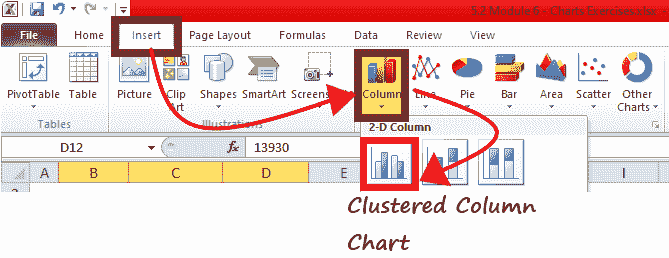 5.2 Module 6 - Charts Exercises.xlsx
File Home Insert Page Layout Formulas Data Review View
PivotTable Table Picture Clip Art Shapes SmartArt Screenshot Column Line Pie Bar Area Scatter Other Charts
Tables Illustrations
2-D Column
D12 fx 13930
A B C D E I
Clustered Column
Chart